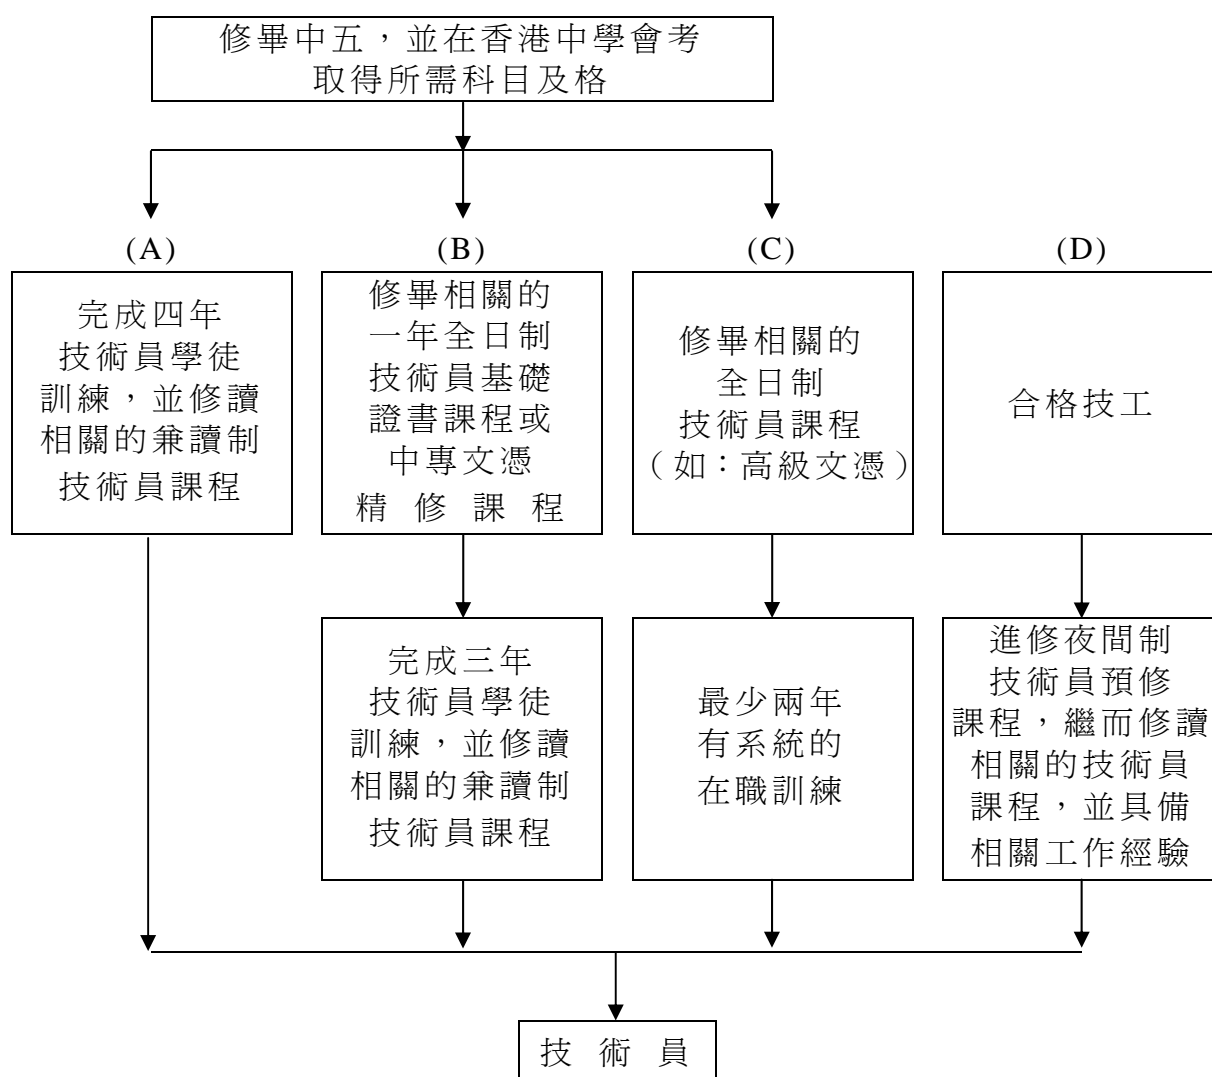 修畢中五，並在香港中學會考
取得所需科目及格
(A)
完成四年
技術員學徒
訓練，並修讀
相關的兼讀制
技術員課程
(B)
修畢相關的
一年全日制
技術員基礎
證書課程或
中專文憑
精修課程
(C)
修畢相關的
全日制
技術員課程
（如：高級文憑）
(D)
合格技工
完成三年
技術員學徒
訓練，並修讀
相關的兼讀制
技術員課程
最少兩年
有系統的
在職訓練
進修夜間制
技術員預修
課程，繼而修讀
相關的技術員
課程，並具備
相關工作經驗
技術員